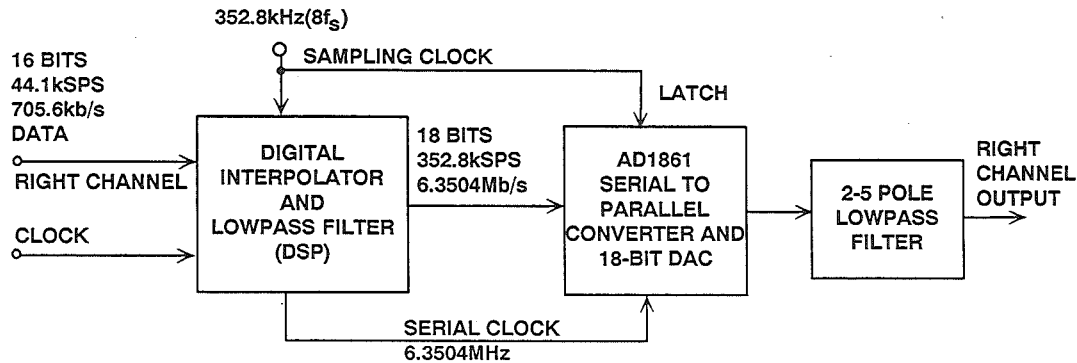 352.8kHz(8fs)
SAMPLING CLOCK
16 BITS
44.1kSPS
705.6kb/s
DATA
RIGHT CHANNEL
CLOCK
DIGITAL
INTERPOLATOR
AND
LOWPASS FILTER
(DSP)
18 BITS
352.8kSPS
6.3504Mb/s
LATCH
AD1861
SERIAL TO
PARALLEL
CONVERTER AND
18-BIT DAC
2-5 POLE
LOWPASS
FILTER
RIGHT
CHANNEL
OUTPUT
SERIAL CLOCK
6.3504MHz